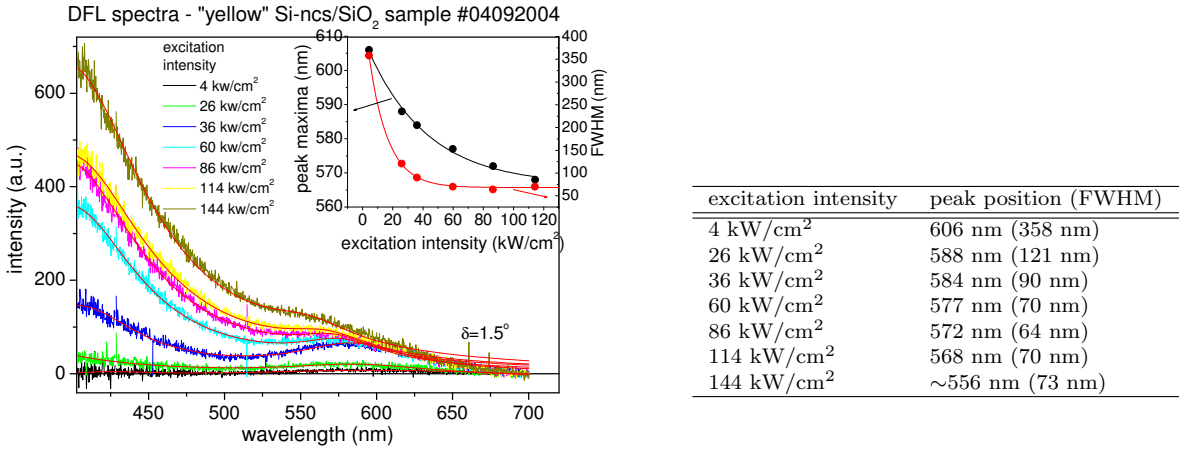 DFL spectra - "yellow" Si-ncs/SiO₂ sample #04092004
intensity (a.u.)
600
400
200
0
450 500 550 600 650 700
wavelength (nm)
excitation
intensity
4 kw/cm²
26 kw/cm²
36 kw/cm²
60 kw/cm²
86 kw/cm²
114 kw/cm²
144 kw/cm²
δ=1.5°
peak maxima (nm)
610
600
590
580
570
560
0 20 40 60 80 100 120
excitation intensity (kW/cm²)
400
350
300
250
200
150
100
50
FWHM (nm)
excitation intensity peak position (FWHM)
4 kW/cm² 606 nm (358 nm)
26 kW/cm² 588 nm (121 nm)
36 kW/cm² 584 nm (90 nm)
60 kW/cm² 577 nm (70 nm)
86 kW/cm² 572 nm (64 nm)
114 kW/cm² 568 nm (70 nm)
144 kW/cm² ∼556 nm (73 nm)